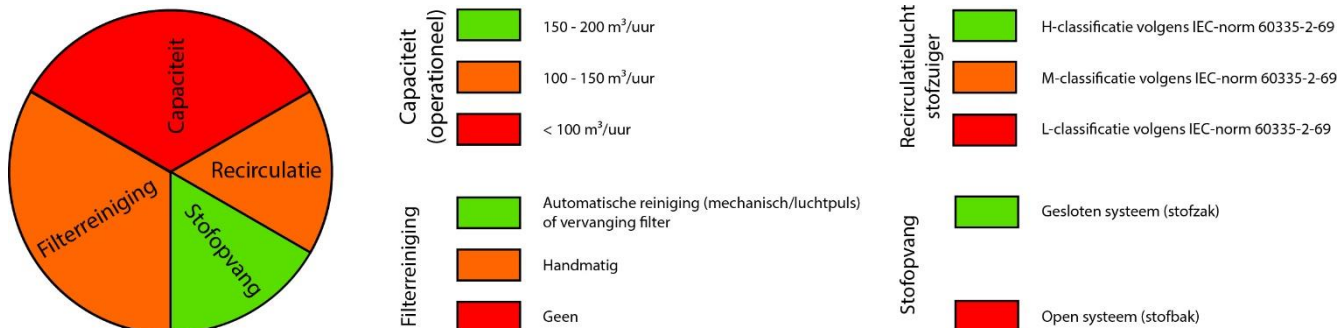 Capaciteit
Recirculatie
Stofopvang
Filterreiniging
Capaciteit
(operationeel)
150 - 200 m³/uur
100 - 150 m³/uur
< 100 m³/uur
Filterreiniging
Automatische reiniging (mechanisch/luchtpuls)
of vervanging filter
Handmatig
Geen
Recirculatielucht
stofzuiger
H-classificatie volgens IEC-norm 60335-2-69
M-classificatie volgens IEC-norm 60335-2-69
L-classificatie volgens IEC-norm 60335-2-69
Stofopvang
Gesloten systeem (stofzak)
Open systeem (stofbak)